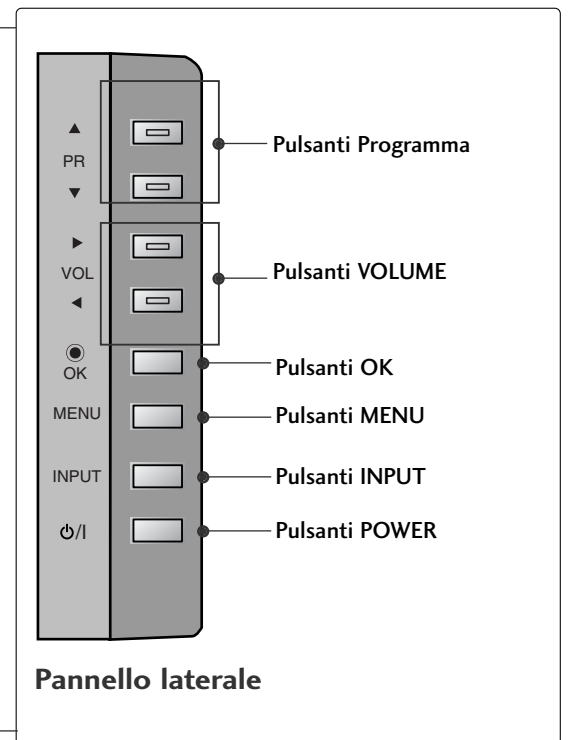 ▲
PR
▼
Pulsanti Programma
►
VOL
◄
Pulsanti VOLUME
OK
Pulsanti OK
MENU
Pulsanti MENU
INPUT
Pulsanti INPUT
⏻/I
Pulsanti POWER
Pannello laterale